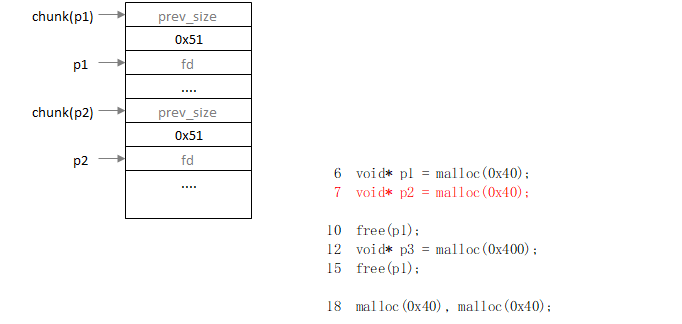 chunk(p1)
prev_size
0x51
p1
fd
....
chunk(p2)
prev_size
0x51
p2
fd
....
6 void* p1 = malloc(0x40);
7 void* p2 = malloc(0x40);
10 free(p1);
12 void* p3 = malloc(0x400);
15 free(p1);
18 malloc(0x40), malloc(0x40);